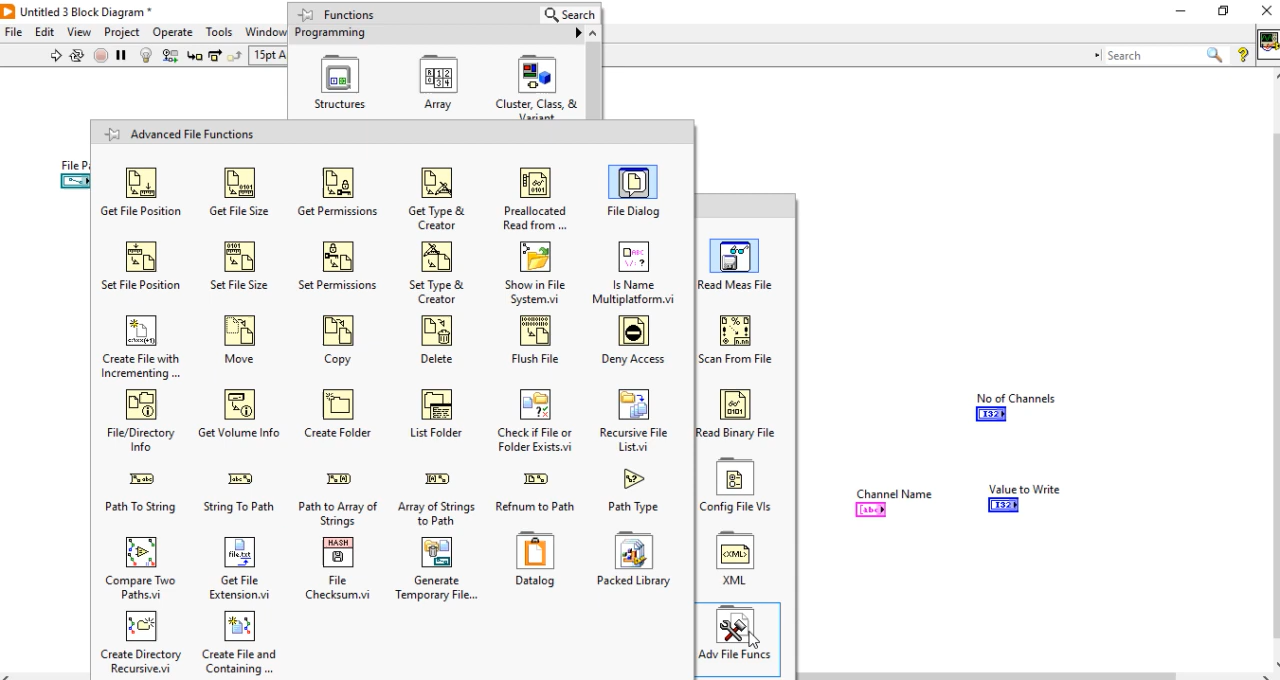 Untitled 3 Block Diagram *
File Edit View Project Operate Tools Window
15pt A
Search
Functions
Search
Programming
Structures
Array
Cluster, Class, &
Variant
File Pa
Advanced File Functions
Get File Position
Get File Size
Get Permissions
Get Type &
Creator
Preallocated
Read from ...
File Dialog
Set File Position
Set File Size
Set Permissions
Set Type &
Creator
Show in File
System.vi
Is Name
Multiplatform.vi
Read Meas File
Create File with
Incrementing ...
Move
Copy
Delete
Flush File
Deny Access
Scan From File
File/Directory
Info
Get Volume Info
Create Folder
List Folder
Check if File or
Folder Exists.vi
Recursive File
List.vi
Read Binary File
Path To String
String To Path
Path to Array of
Strings
Array of Strings
to Path
Refnum to Path
Path Type
Config File VIs
Compare Two
Paths.vi
file.txt
Get File
Extension.vi
HASH
File
Checksum.vi
Generate
Temporary File...
Datalog
Packed Library
<XML>
XML
Create Directory
Recursive.vi
Create File and
Containing ...
Adv File Funcs
No of Channels
I32
Channel Name
abc
Value to Write
I32